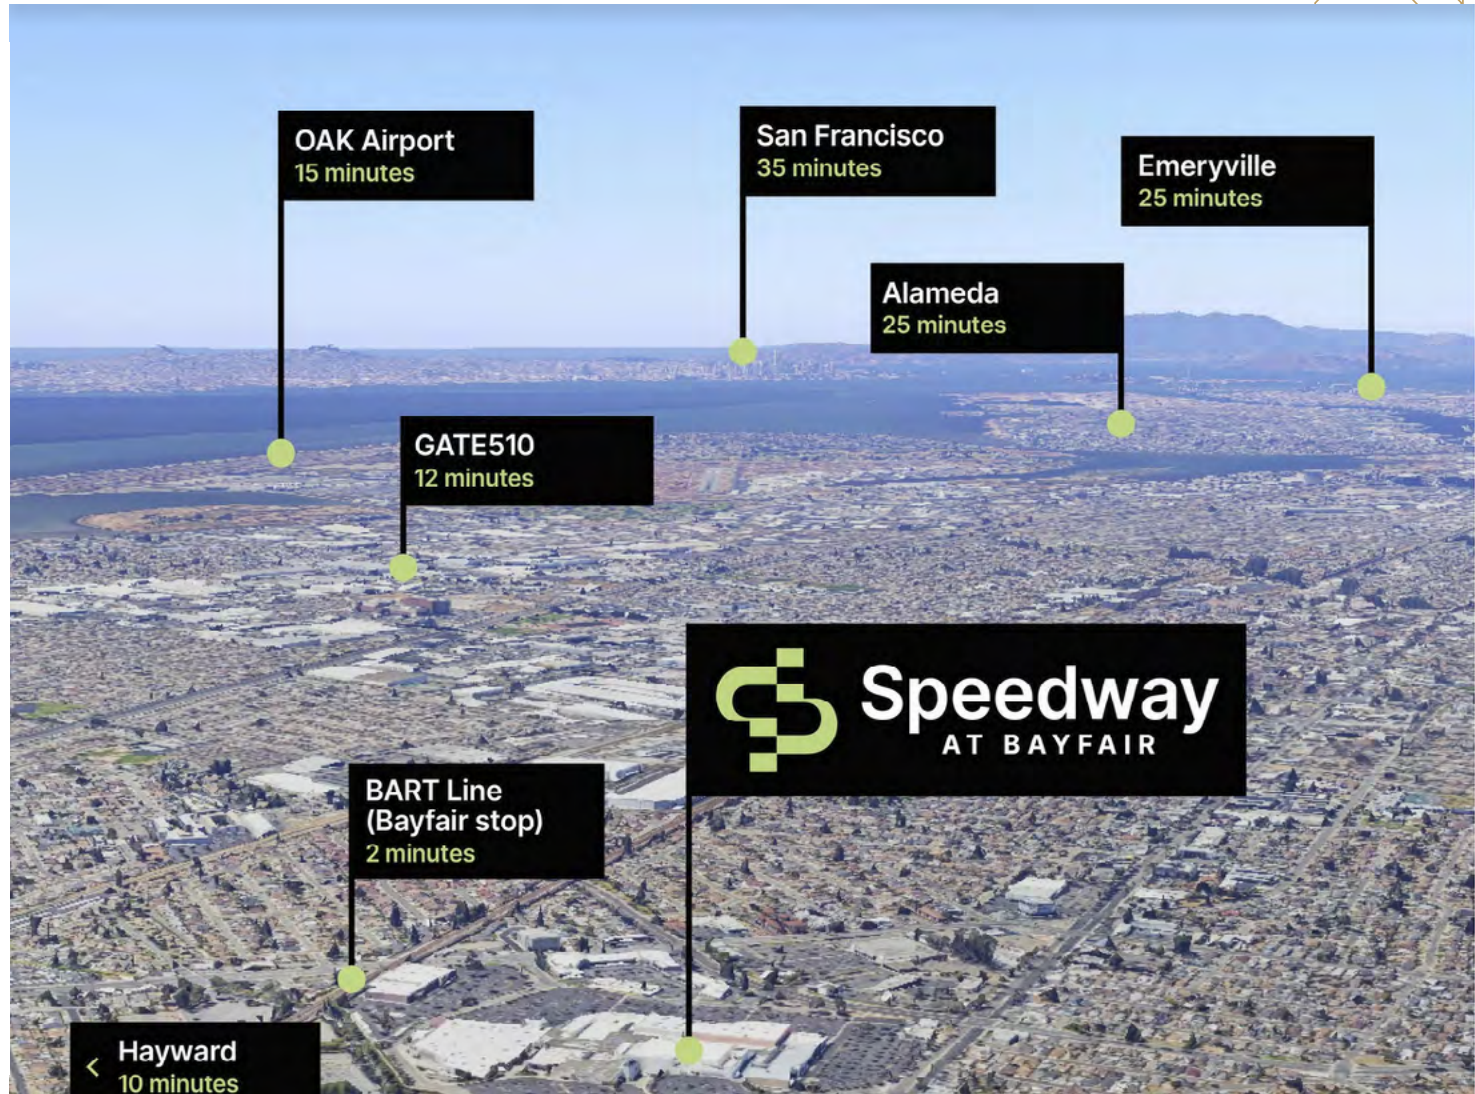 OAK Airport
15 minutes
San Francisco
35 minutes
Emeryville
25 minutes
Alameda
25 minutes
GATE510
12 minutes
Speedway
AT BAYFAIR
BART Line
(Bayfair stop)
2 minutes
Hayward
10 minutes